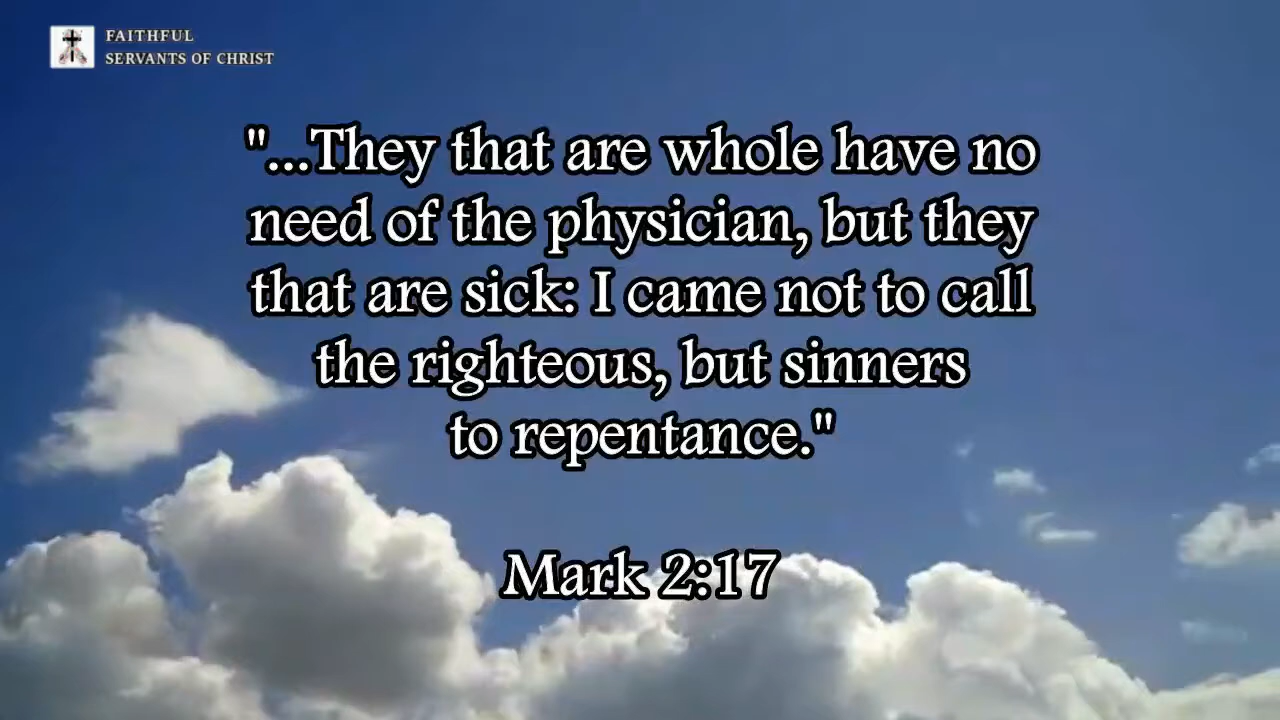 FAITHFUL
SERVANTS OF CHRIST
"...They that are whole have no
need of the physician, but they
that are sick: I came not to call
the righteous, but sinners
to repentance."
Mark 2:17